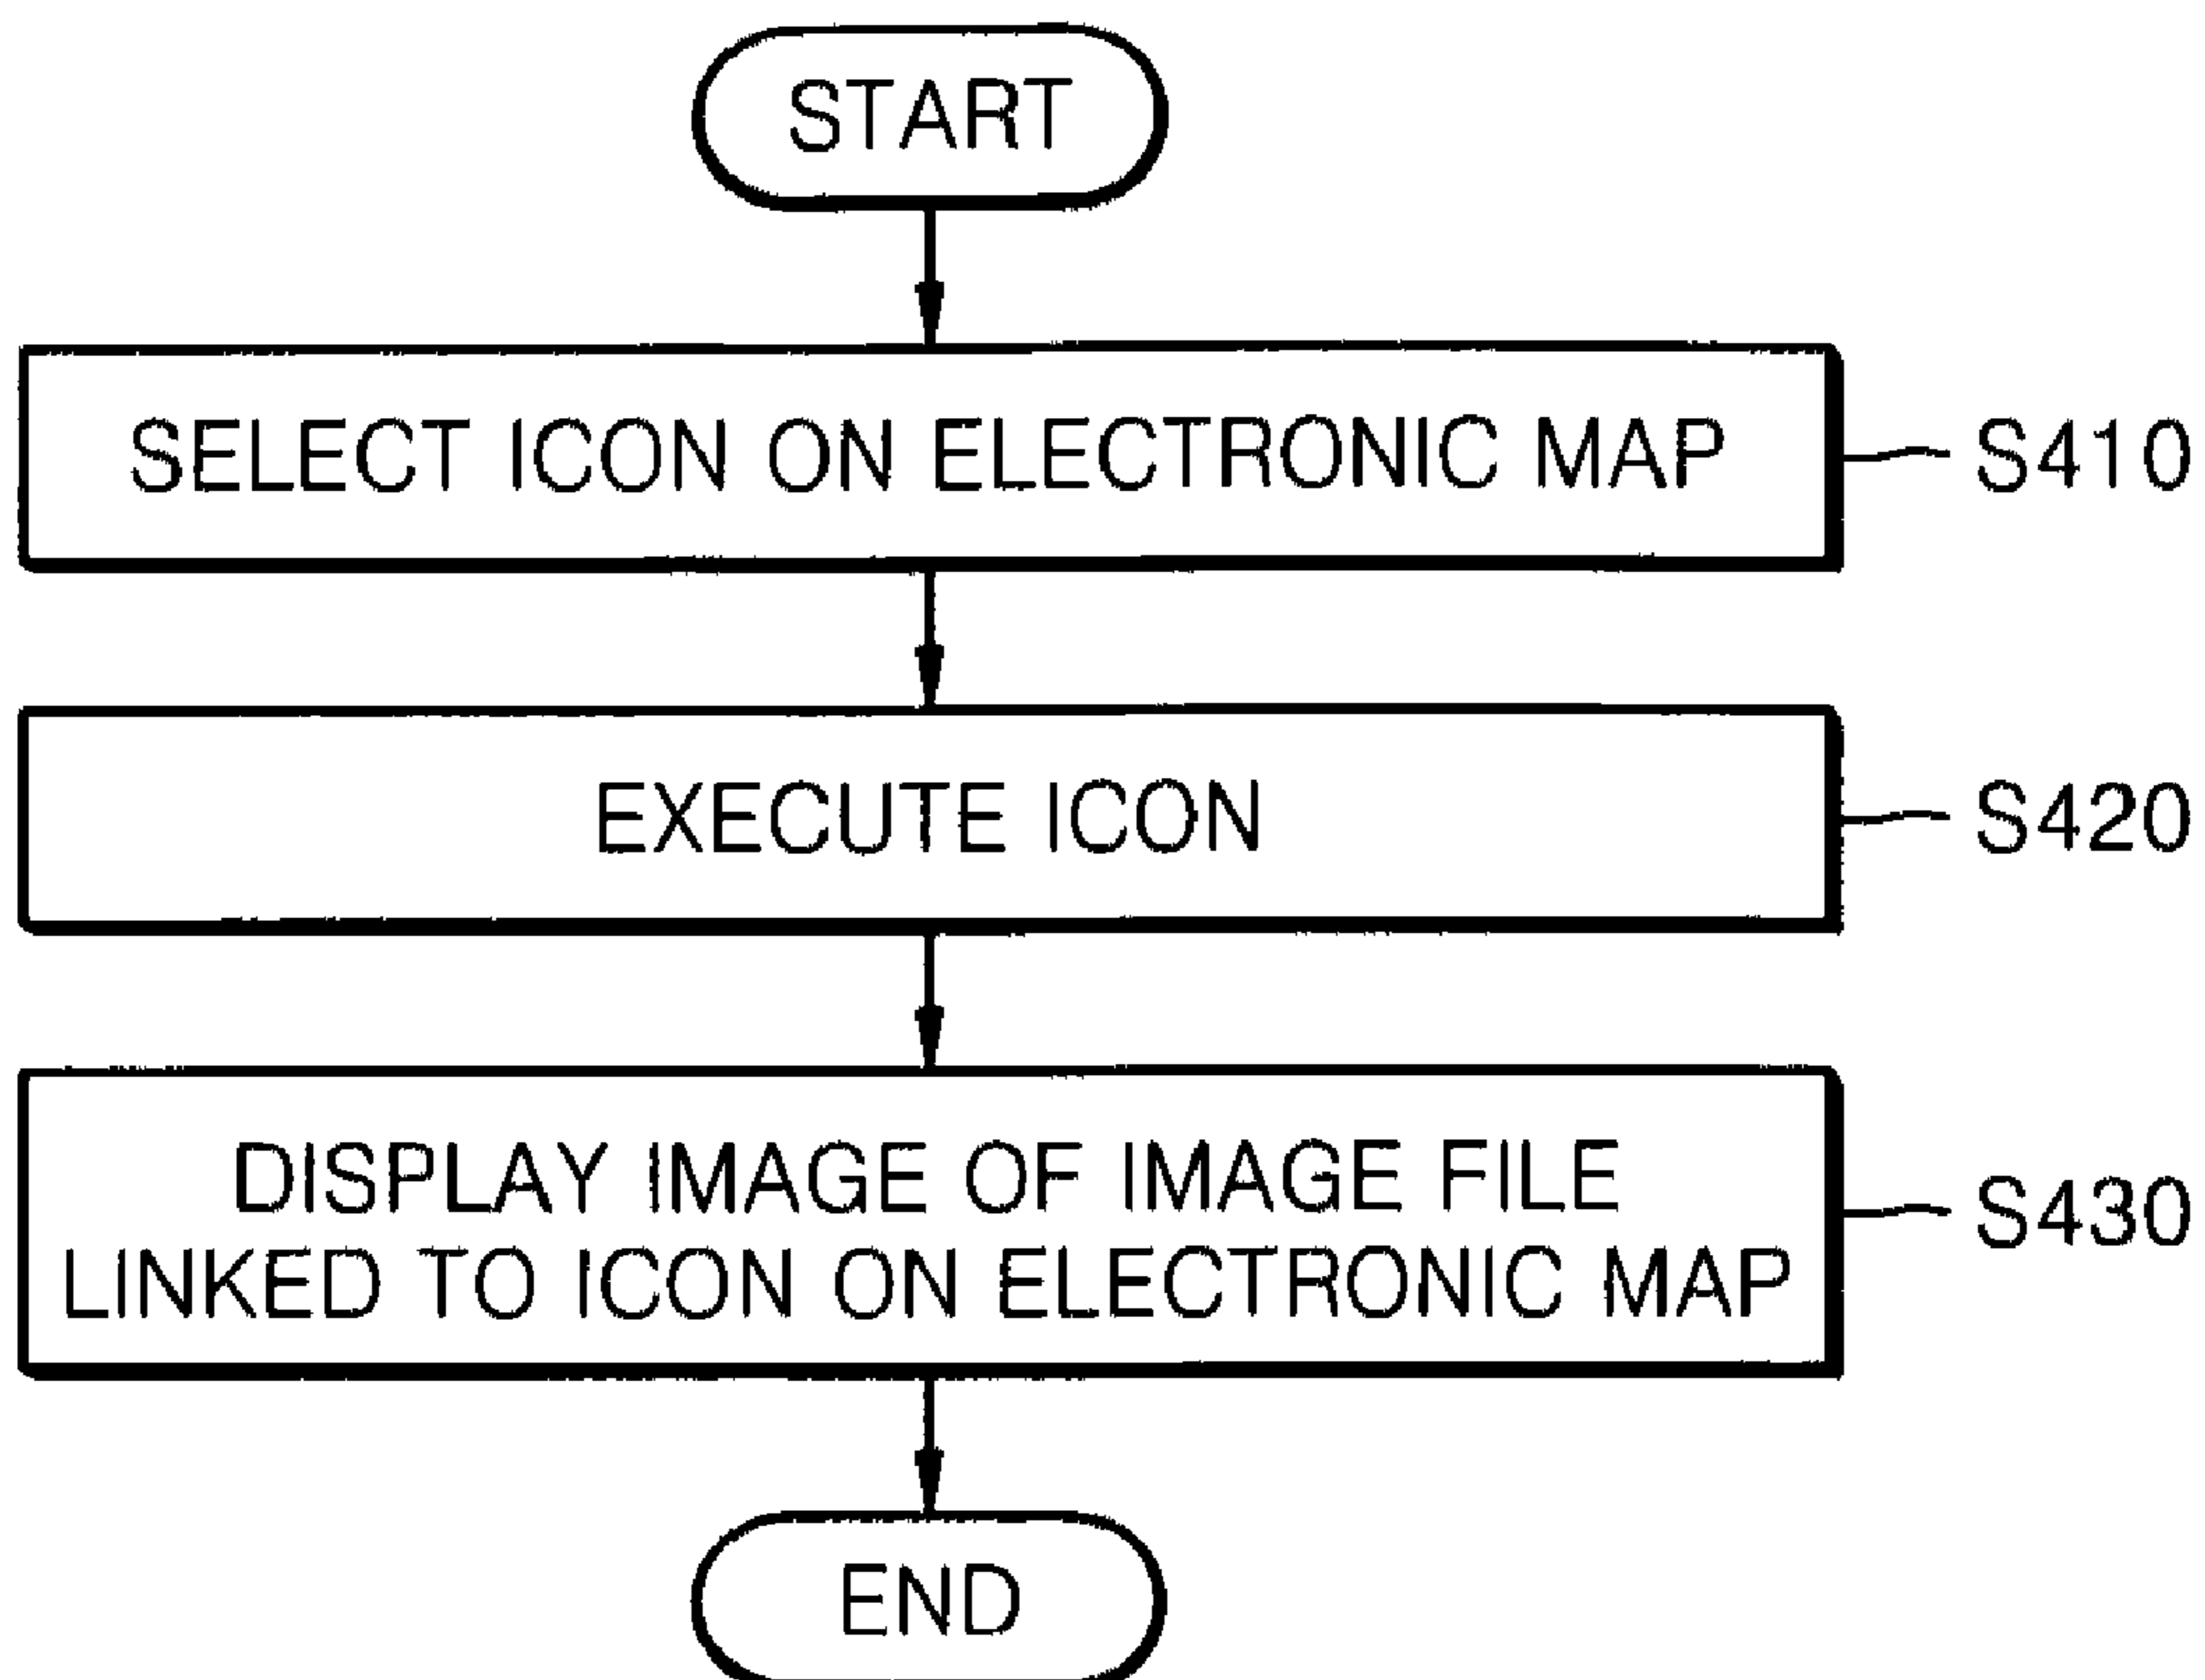 START
SELECT ICON ON ELECTRONIC MAP
S410
EXECUTE ICON
S420
DISPLAY IMAGE OF IMAGE FILE
LINKED TO ICON ON ELECTRONIC MAP
S430
END